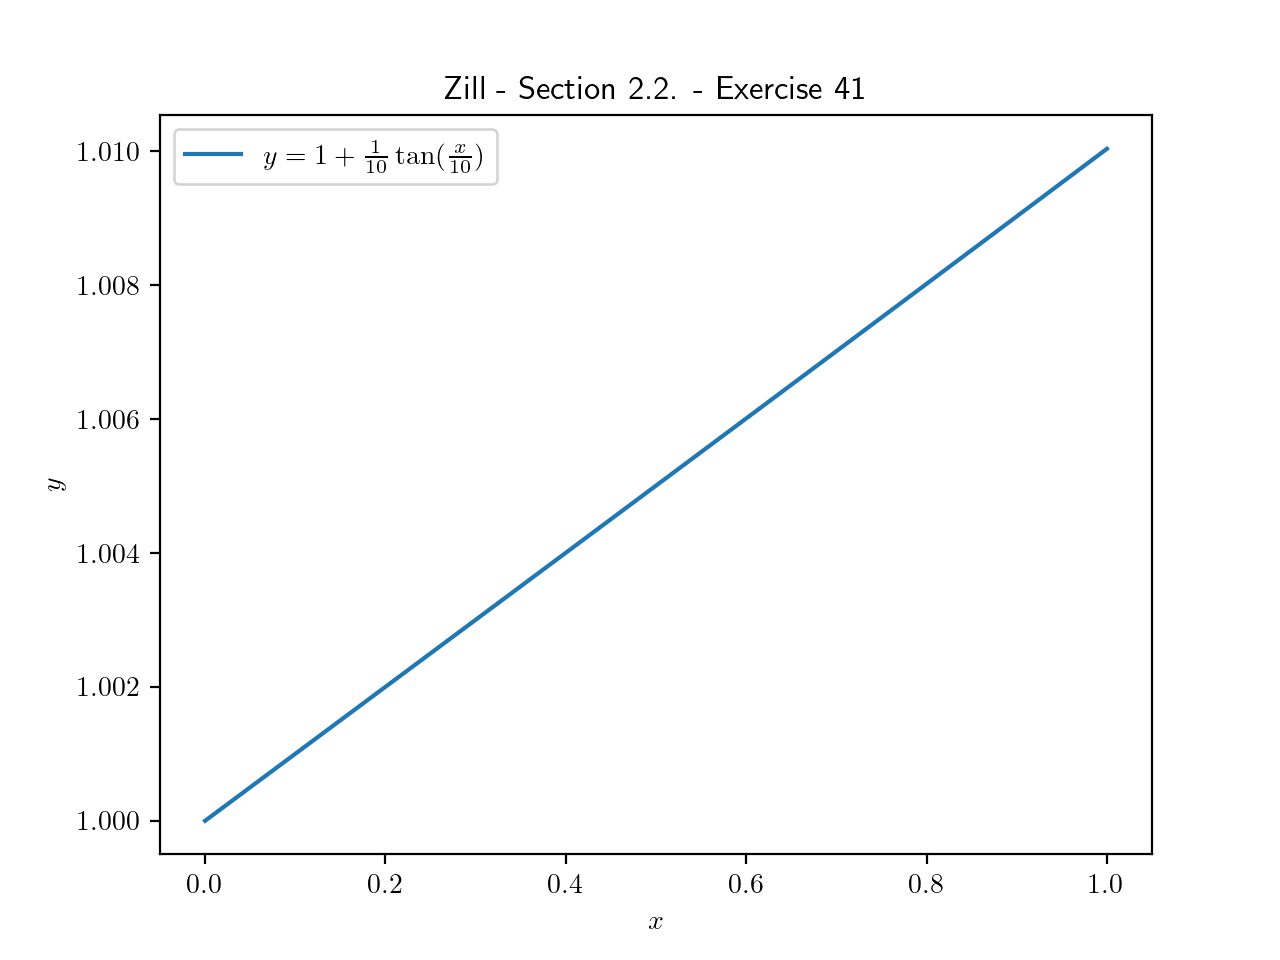 Zill - Section 2.2. - Exercise 41
y = 1 + 1/10 tan(x/10)
1.010
1.008
1.006
1.004
1.002
1.000
y
0.0 0.2 0.4 0.6 0.8 1.0
x